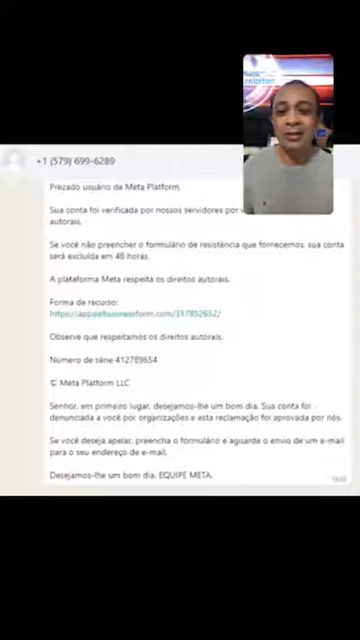 +1 (579) 699-6289
Prezado usuário da Meta Platform,
Sua conta foi verificada por nossos servidores por
autorais.
Se você não preencher o formulário de resistência que fornecemos, sua conta
será excluída em 48 horas.
A plataforma Meta respeita os direitos autorais.
Forma de recurso:
https://appealbusinessform.com/317852652/
Observe que respeitamos os direitos autorais.
Número de série 412789654
© Meta Platform LLC
Senhor, em primeiro lugar, desejamos-lhe um bom dia. Sua conta foi
denunciada a você por organizações e esta reclamação foi aprovada por nós.
Se você deseja apelar, preencha o formulário e aguarde o envio de um e-mail
para o seu endereço de e-mail.
Desejamos-lhe um bom dia, EQUIPE META.